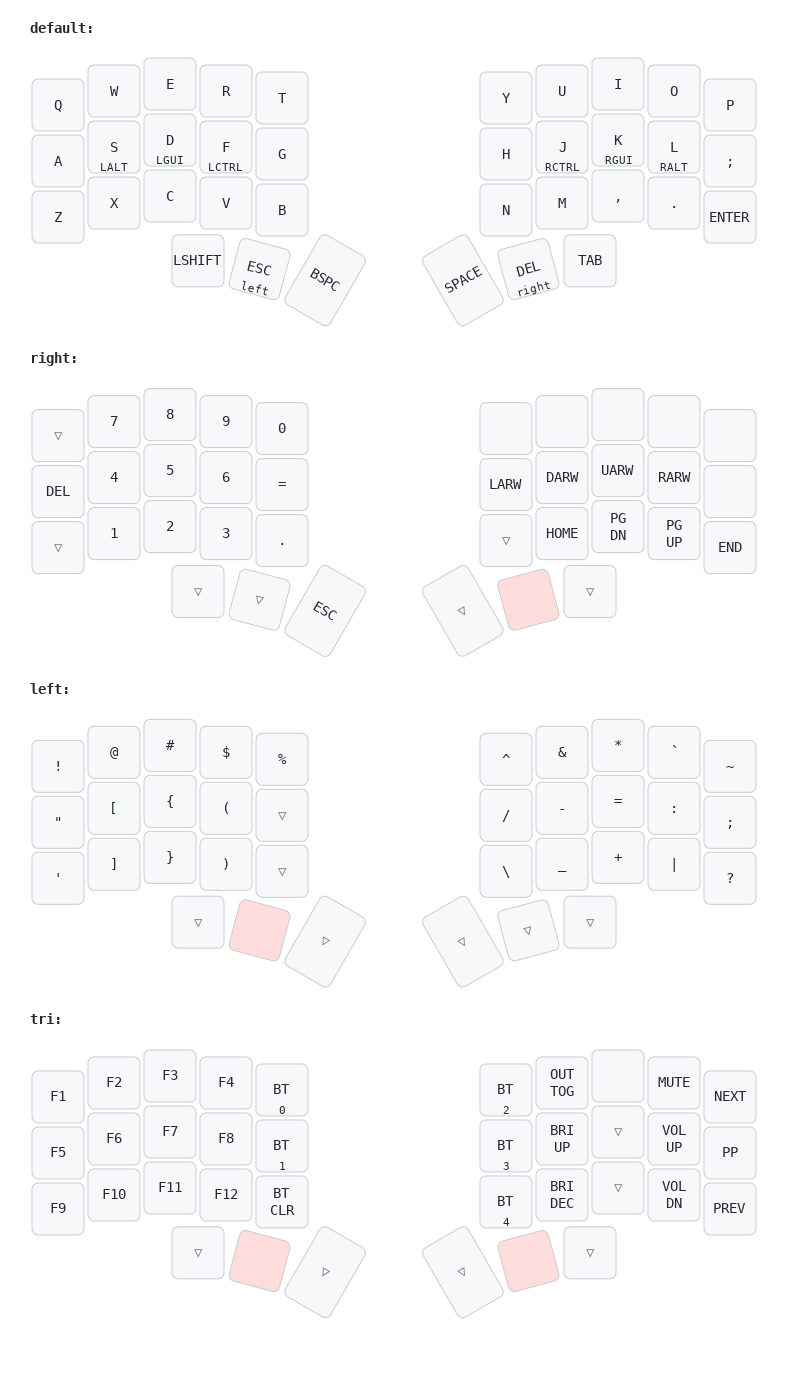 default:
Q W E R T Y U I O P
A S D F G H J K L ;
LALT LGUI LCTRL RCTRL RGUI RALT
Z X C V B N M , . ENTER
LSHIFT ESC BSPC SPACE DEL TAB
left right
right:
▽ 7 8 9 0
DEL 4 5 6 = LARW DARW UARW RARW
▽ 1 2 3 . ▽ HOME PG DN PG UP END
▽ ▽ ESC ▽ ▽
left:
! @ # $ % ^ & * ` ~
" [ { ( ▽ / - = : ;
' ] } ) ▽ \ _ + | ?
▽ ▽ ▽ ▽ ▽
tri:
F1 F2 F3 F4 BT 0 BT 2 OUT TOG MUTE NEXT
F5 F6 F7 F8 BT 1 BT 3 BRI UP ▽ VOL UP PP
F9 F10 F11 F12 BT CLR BT 4 BRI DEC ▽ VOL DN PREV
▽ ▽ ▽ ▽